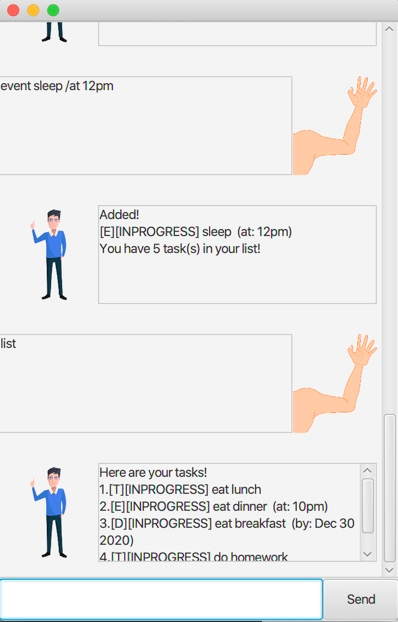 event sleep /at 12pm
Added!
[E][INPROGRESS] sleep  (at: 12pm)
You have 5 task(s) in your list!
list
Here are your tasks!
1.[T][INPROGRESS] eat lunch
2.[E][INPROGRESS] eat dinner  (at: 10pm)
3.[D][INPROGRESS] eat breakfast  (by: Dec 30
2020)
4.[T][INPROGRESS] do homework
Send